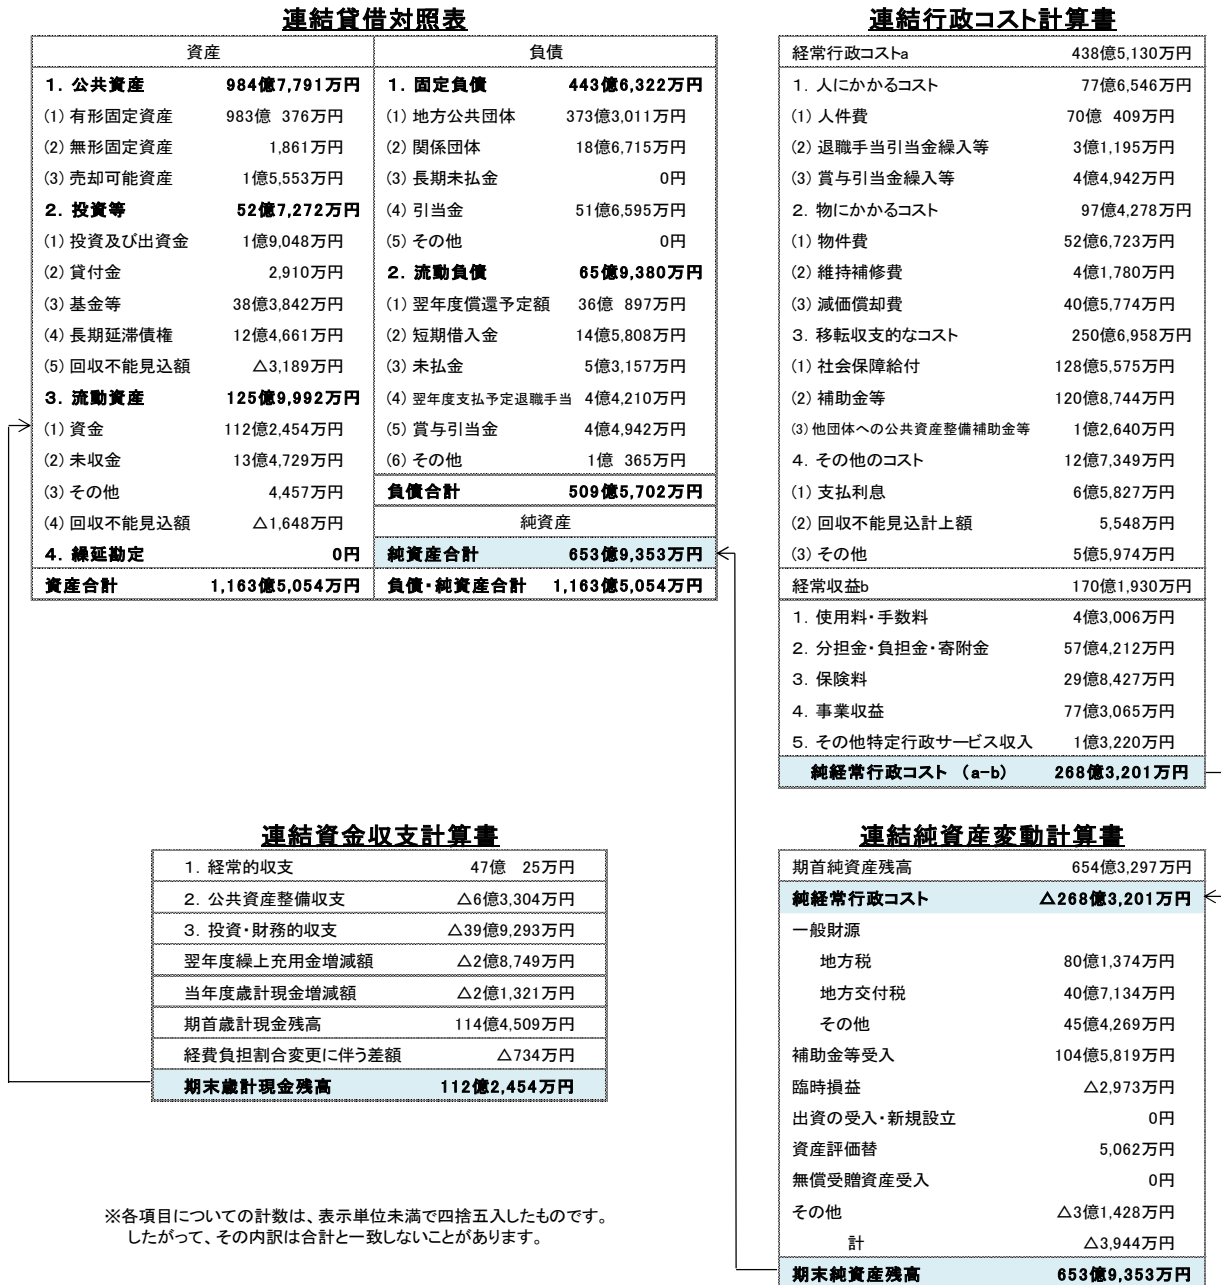 連結貸借対照表
資産 負債
1. 公共資産 984億7,791万円 1. 固定負債 443億6,322万円
(1) 有形固定資産 983億 376万円 (1) 地方公共団体 373億3,011万円
(2) 無形固定資産 1,861万円 (2) 関係団体 18億6,715万円
(3) 売却可能資産 1億5,553万円 (3) 長期未払金 0円
2. 投資等 52億7,272万円 (4) 引当金 51億6,595万円
(1) 投資及び出資金 1億9,048万円 (5) その他 0円
(2) 貸付金 2,910万円 2. 流動負債 65億9,380万円
(3) 基金等 38億3,842万円 (1) 翌年度償還予定額 36億 897万円
(4) 長期延滞債権 12億4,661万円 (2) 短期借入金 14億5,808万円
(5) 回収不能見込額 △3,189万円 (3) 未払金 5億3,157万円
3. 流動資産 125億9,992万円 (4) 翌年度支払予定退職手当 4億4,210万円
(1) 資金 112億2,454万円 (5) 賞与引当金 4億4,942万円
(2) 未収金 13億4,729万円 (6) その他 1億 365万円
(3) その他 4,457万円 負債合計 509億5,702万円
(4) 回収不能見込額 △1,648万円 純資産
4. 繰延勘定 0円 純資産合計 653億9,353万円
資産合計 1,163億5,054万円 負債・純資産合計 1,163億5,054万円
連結行政コスト計算書
経常行政コストa 438億5,130万円
1. 人にかかるコスト 77億6,546万円
(1) 人件費 70億 409万円
(2) 退職手当引当金繰入等 3億1,195万円
(3) 賞与引当金繰入等 4億4,942万円
2. 物にかかるコスト 97億4,278万円
(1) 物件費 52億6,723万円
(2) 維持補修費 4億1,780万円
(3) 減価償却費 40億5,774万円
3. 移転収支的なコスト 250億6,958万円
(1) 社会保障給付 128億5,575万円
(2) 補助金等 120億8,744万円
(3) 他団体への公共資産整備補助金等 1億2,640万円
4. その他のコスト 12億7,349万円
(1) 支払利息 6億5,827万円
(2) 回収不能見込計上額 5,548万円
(3) その他 5億5,974万円
経常収益b 170億1,930万円
1. 使用料・手数料 4億3,006万円
2. 分担金・負担金・寄附金 57億4,212万円
3. 保険料 29億8,427万円
4. 事業収益 77億3,065万円
5. その他特定行政サービス収入 1億3,220万円
純経常行政コスト (a-b) 268億3,201万円
連結資金収支計算書
1. 経常的収支 47億 25万円
2. 公共資産整備収支 △6億3,304万円
3. 投資・財務的収支 △39億9,293万円
翌年度繰上充用金増減額 △2億8,749万円
当年度歳計現金増減額 △2億1,321万円
期首歳計現金残高 114億4,509万円
経費負担割合変更に伴う差額 △734万円
期末歳計現金残高 112億2,454万円
※各項目についての計数は、表示単位未満で四捨五入したものです。
したがって、その内訳は合計と一致しないことがあります。
連結純資産変動計算書
期首純資産残高 654億3,297万円
純経常行政コスト △268億3,201万円
一般財源
地方税 80億1,374万円
地方交付税 40億7,134万円
その他 45億4,269万円
補助金等受入 104億5,819万円
臨時損益 △2,973万円
出資の受入・新規設立 0円
資産評価替 5,062万円
無償受贈資産受入 0円
その他 △3億1,428万円
計 △3,944万円
期末純資産残高 653億9,353万円